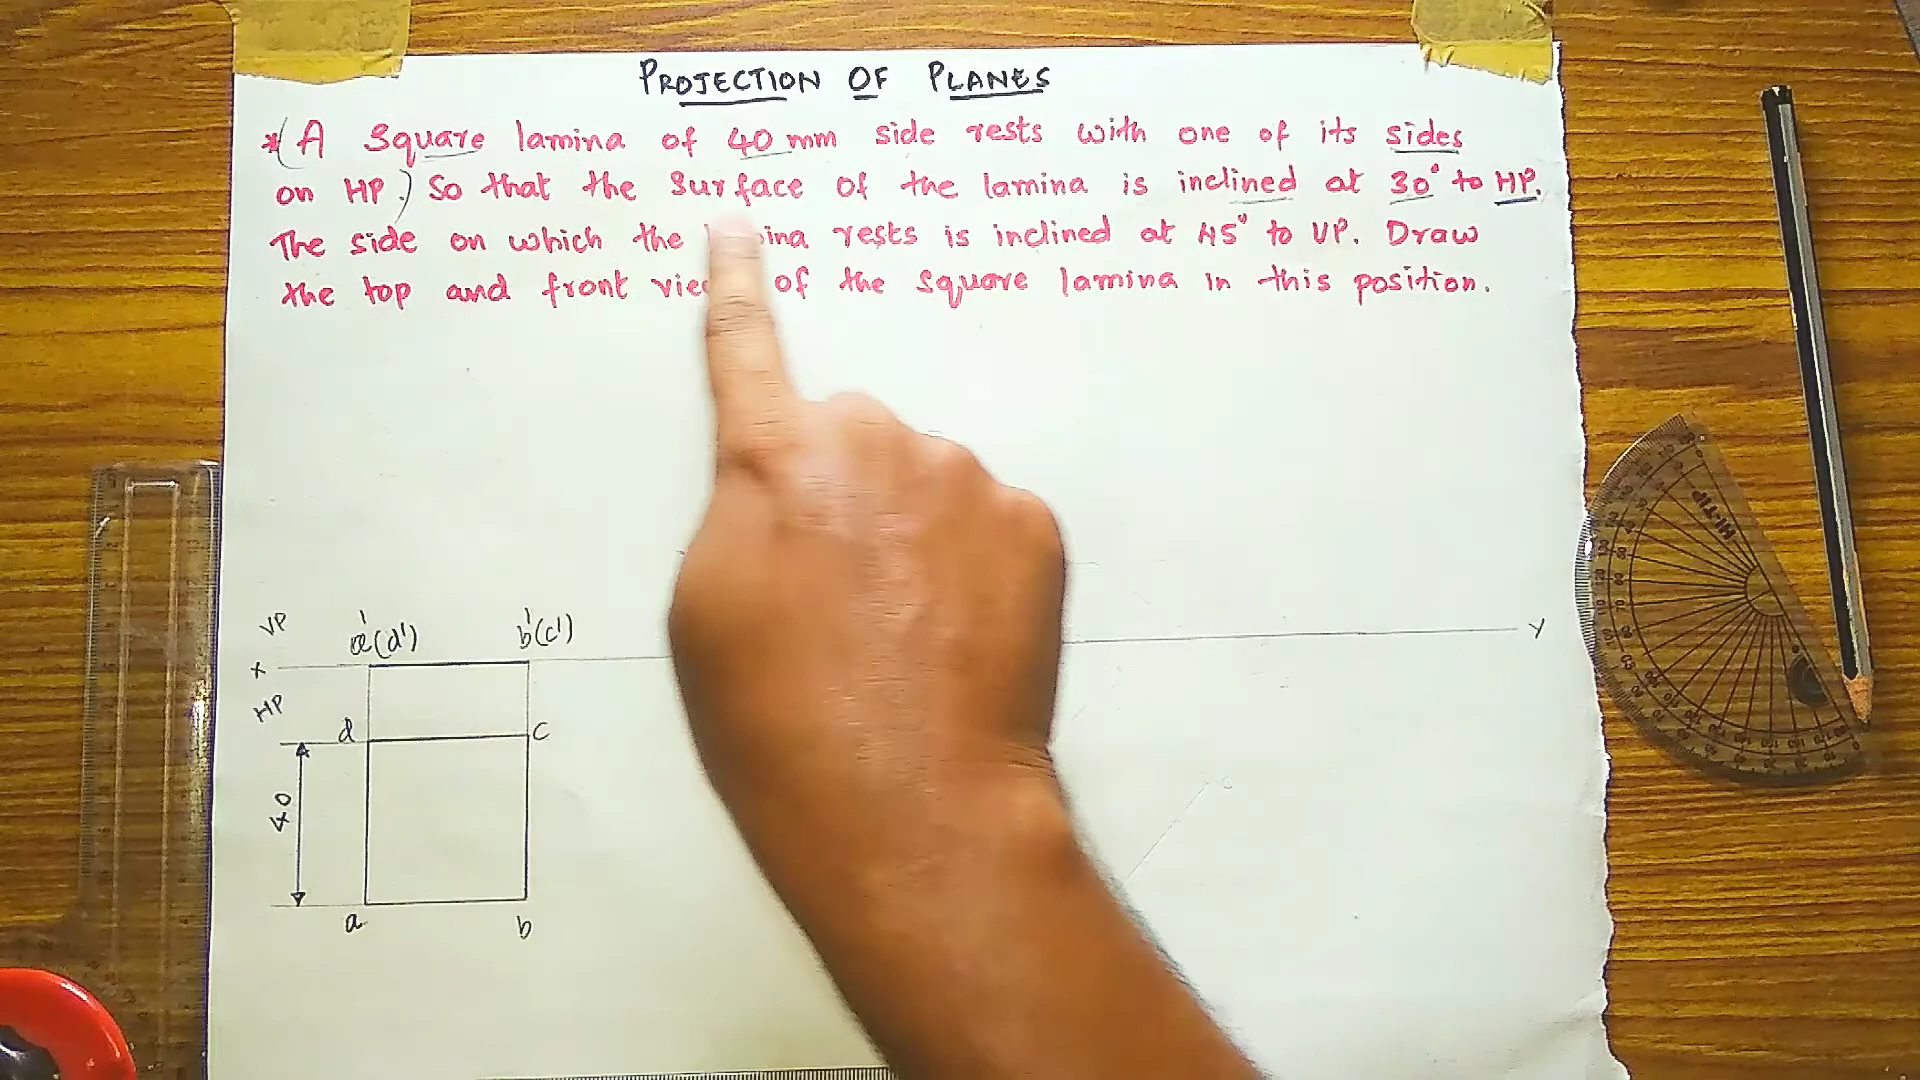 PROJECTION OF PLANES
*(A Square lamina of 40 mm side rests with one of its sides
on HP.) So that the Surface of the lamina is inclined at 30° to HP.
The side on which the rests is inclined at 45° to VP. Draw
the top and front of the square lamina in this position.
VP
a'(d')
b'(c')
X
Y
HP
d
c
40
a
b
HI-TIP